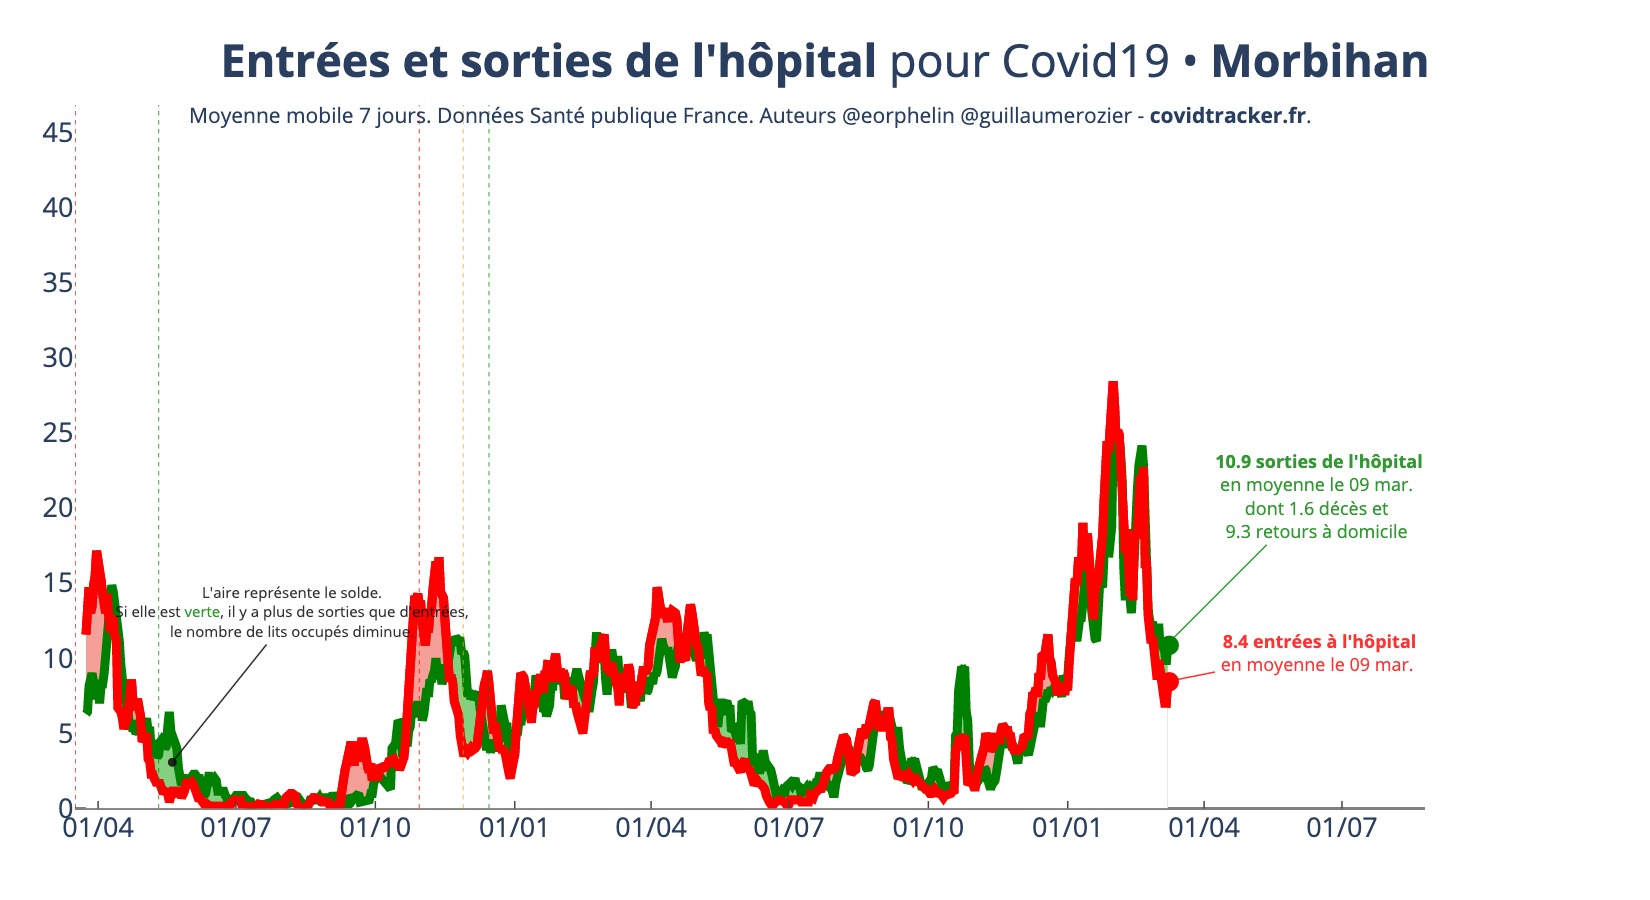 Entrées et sorties de l'hôpital pour Covid19 • Morbihan
Moyenne mobile 7 jours. Données Santé publique France. Auteurs @eorphelin @guillaumerozier - covidtracker.fr.
45
40
35
30
25
20
15
10
5
0
10.9 sorties de l'hôpital
en moyenne le 09 mar.
dont 1.6 décès et
9.3 retours à domicile
L'aire représente le solde.
Si elle est verte, il y a plus de sorties que d'entrées,
le nombre de lits occupés diminue.
8.4 entrées à l'hôpital
en moyenne le 09 mar.
01/04 01/07 01/10 01/01 01/04 01/07 01/10 01/01 01/04 01/07